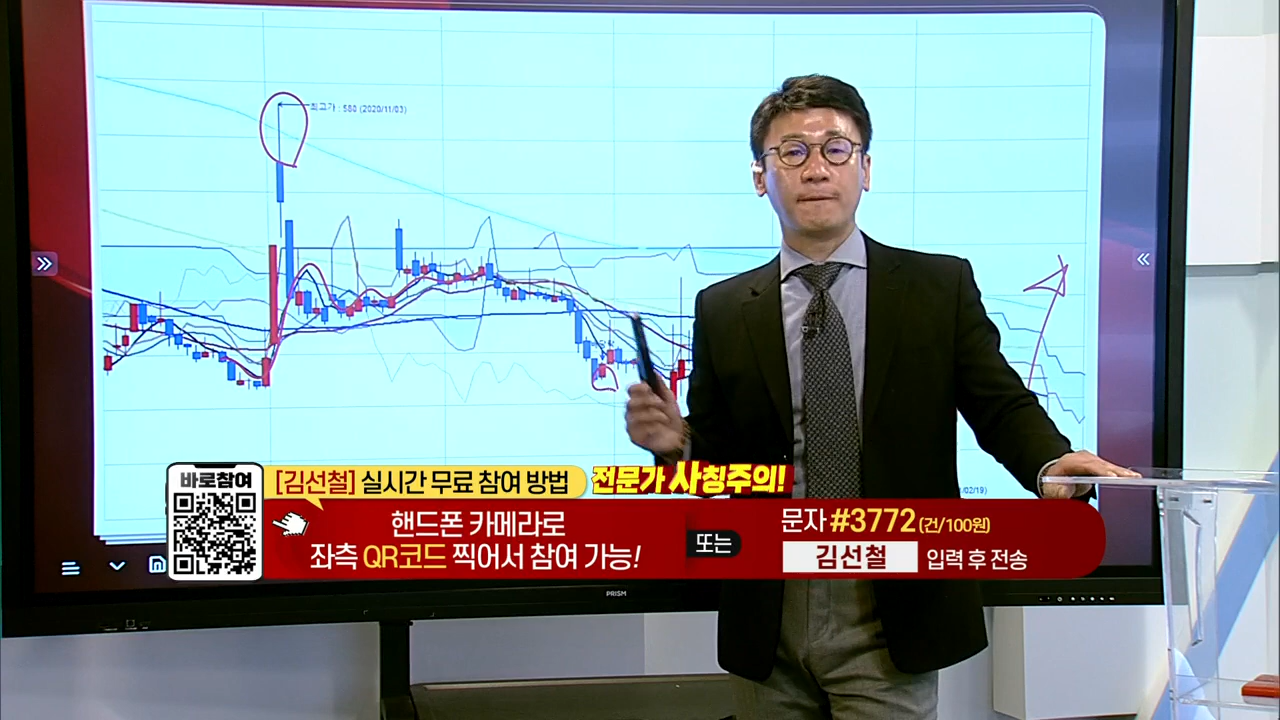 최고가 : 580 (2020/11/03)
/02/19)
바로참여
[김선철] 실시간 무료 참여 방법
전문가 사칭주의!
핸드폰 카메라로
좌측 QR코드 찍어서 참여 가능!
또는
문자 #3772 (건/100원)
김선철 입력 후 전송
PRISM